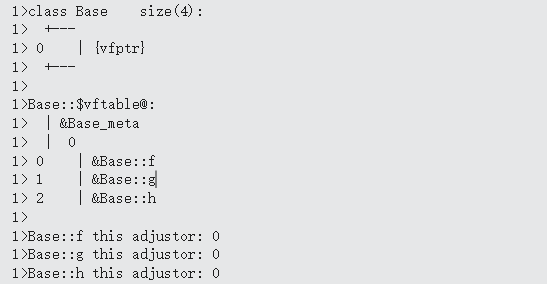 1>class Base    size(4):
1>  +---
1> 0     | {vfptr}
1>  +---
1>
1>Base::$vftable@:
1>  | &Base_meta
1>  |  0
1> 0     | &Base::f
1> 1     | &Base::g
1> 2     | &Base::h
1>
1>Base::f this adjustor: 0
1>Base::g this adjustor: 0
1>Base::h this adjustor: 0